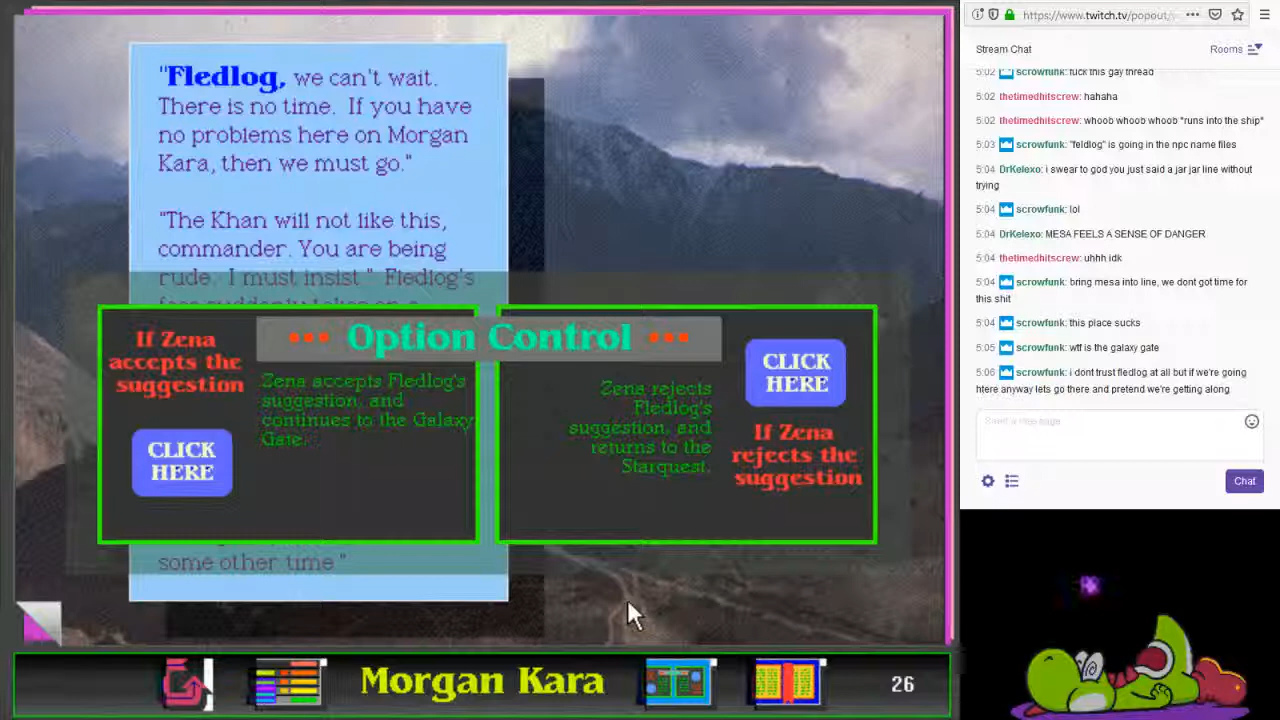 "Fledlog, we can't wait.
There is no time. If you have
no problems here on Morgan
Kara, then we must go."
"The Khan will not like this,
commander. You are being
rude. I must insist." Fledlog's
Option Control
If Zena
accepts the
suggestion
CLICK
HERE
Zena accepts Fledlog's
suggestion, and
continues to the Galaxy
Gate.
Zena rejects
Fledlog's
suggestion, and
returns to the
Starquest.
CLICK
HERE
If Zena
rejects the
suggestion
some other time."
Morgan Kara
26
https://www.twitch.tv/popout/
Stream Chat
Rooms
5:02 scrowfunk: fuck this gay thread
5:02 thetimedhitscrew: hahaha
5:02 thetimedhitscrew: whoob whoob whoob *runs into the ship*
5:03 scrowfunk: "feldlog" is going in the npc name files
5:04 DrKelexo: i swear to god you just said a jar jar line without
trying
5:04 scrowfunk: lol
5:04 DrKelexo: MESA FEELS A SENSE OF DANGER
5:04 thetimedhitscrew: uhhh idk
5:04 scrowfunk: bring mesa into line, we dont got time for
this shit
5:04 scrowfunk: this place sucks
5:05 scrowfunk: wtf is the galaxy gate
5:06 scrowfunk: i dont trust fledlog at all but if we're going
htere anyway lets go there and pretend we're getting along
Send a message
Chat